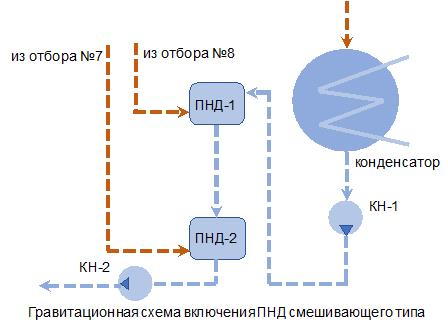 из отбора №7
из отбора №8
ПНД-1
конденсатор
КН-1
ПНД-2
КН-2
Гравитационная схема включения ПНД смешивающего типа